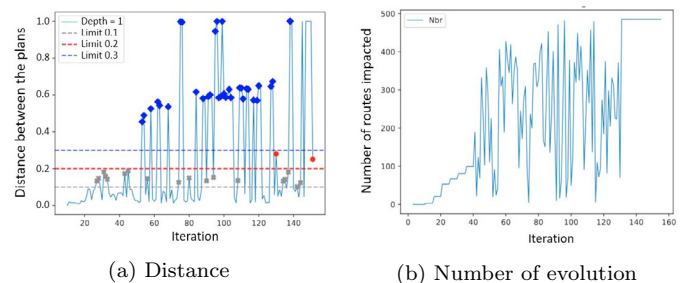 Distance between the plans
1.0
0.8
0.6
0.4
0.2
0.0
Depth = 1
Limit 0.1
Limit 0.2
Limit 0.3
20 40 60 80 100 120 140
Iteration
(a) Distance
Number of routes impacted
500
400
300
200
100
0
Nbr
0 20 40 60 80 100 120 140 160
Iteration
(b) Number of evolution